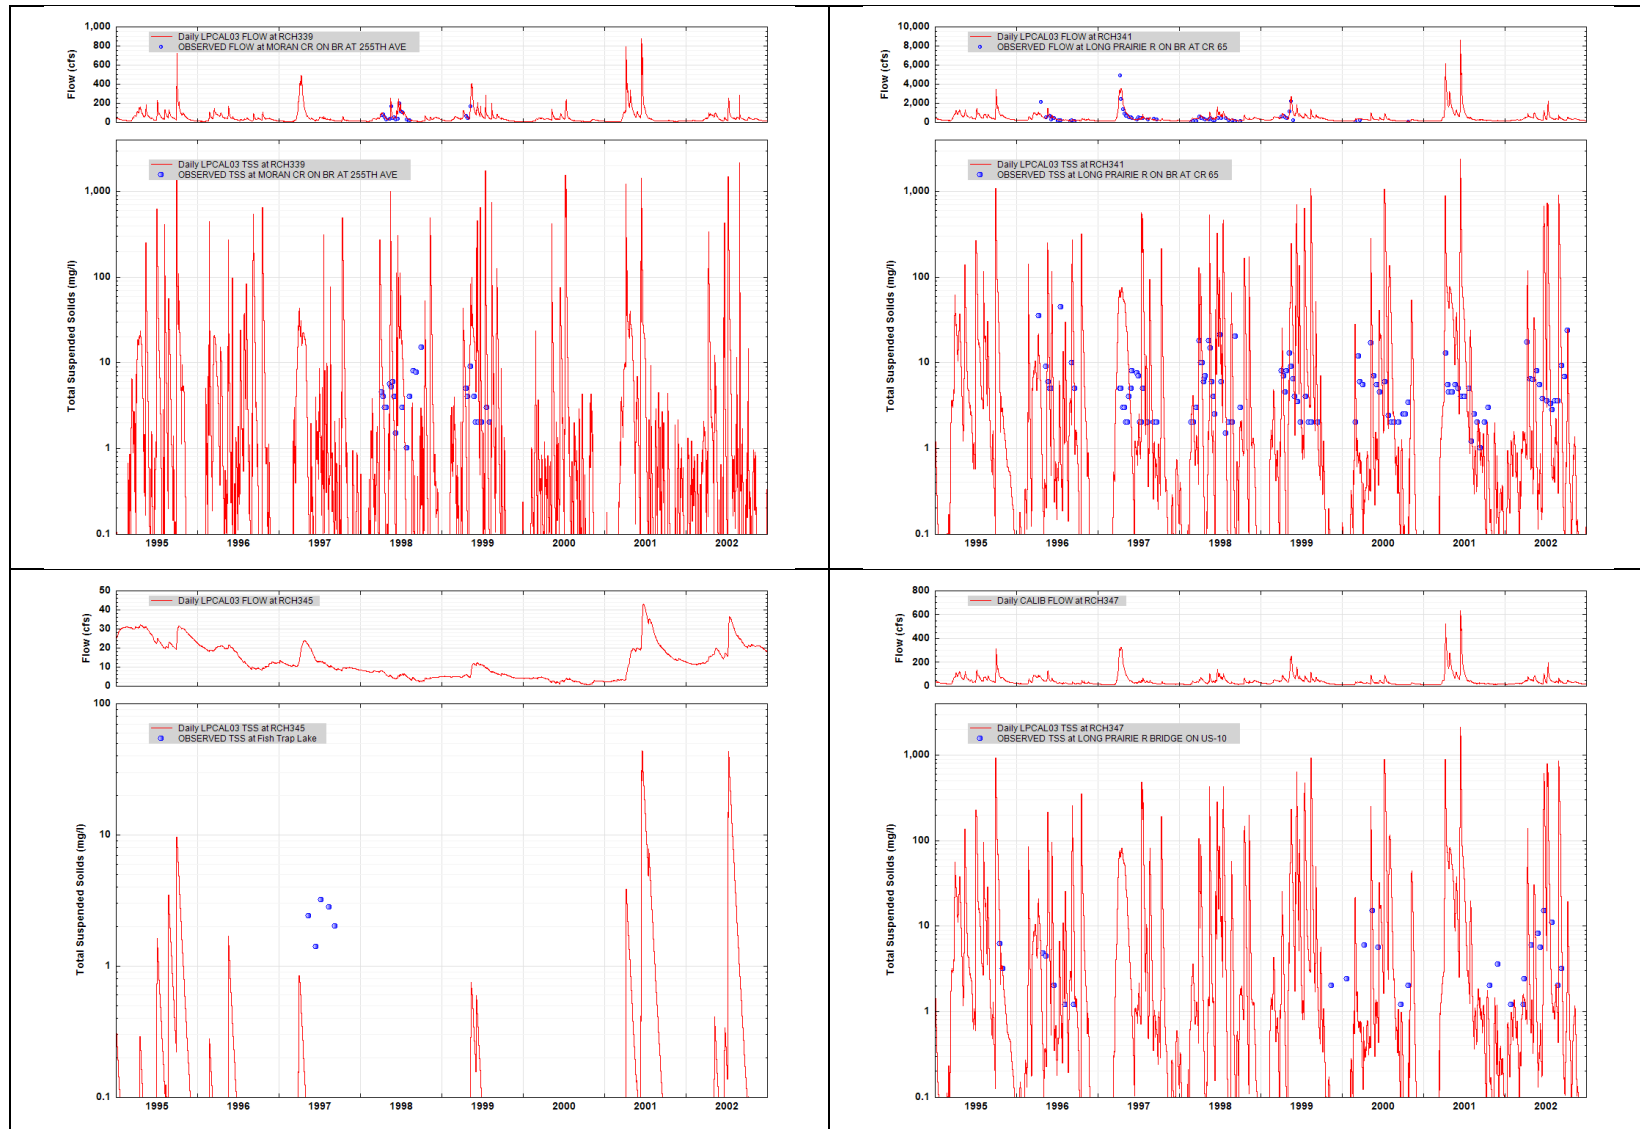 Flow (cfs)
1,000
800
600
400
200
0
Daily LPCAL03 FLOW at RCH339
OBSERVED FLOW at MORAN CR ON BR AT 255TH AVE
Total Suspended Solids (mg/l)
1,000
100
10
1
0.1
Daily LPCAL03 TSS at RCH339
OBSERVED TSS at MORAN CR ON BR AT 255TH AVE
1995 1996 1997 1998 1999 2000 2001 2002
Flow (cfs)
10,000
8,000
6,000
4,000
2,000
0
Daily LPCAL03 FLOW at RCH341
OBSERVED FLOW at LONG PRAIRIE R ON BR AT CR 65
Total Suspended Solids (mg/l)
1,000
100
10
1
0.1
Daily LPCAL03 TSS at RCH341
OBSERVED TSS at LONG PRAIRIE R ON BR AT CR 65
1995 1996 1997 1998 1999 2000 2001 2002
Flow (cfs)
50
40
30
20
10
0
Daily LPCAL03 FLOW at RCH345
Total Suspended Solids (mg/l)
100
10
1
0.1
Daily LPCAL03 TSS at RCH345
OBSERVED TSS at Fish Trap Lake
1995 1996 1997 1998 1999 2000 2001 2002
Flow (cfs)
800
600
400
200
0
Daily CALIB FLOW at RCH347
Total Suspended Solids (mg/l)
1,000
100
10
1
0.1
Daily LPCAL03 TSS at RCH347
OBSERVED TSS at LONG PRAIRIE R BRIDGE ON US-10
1995 1996 1997 1998 1999 2000 2001 2002